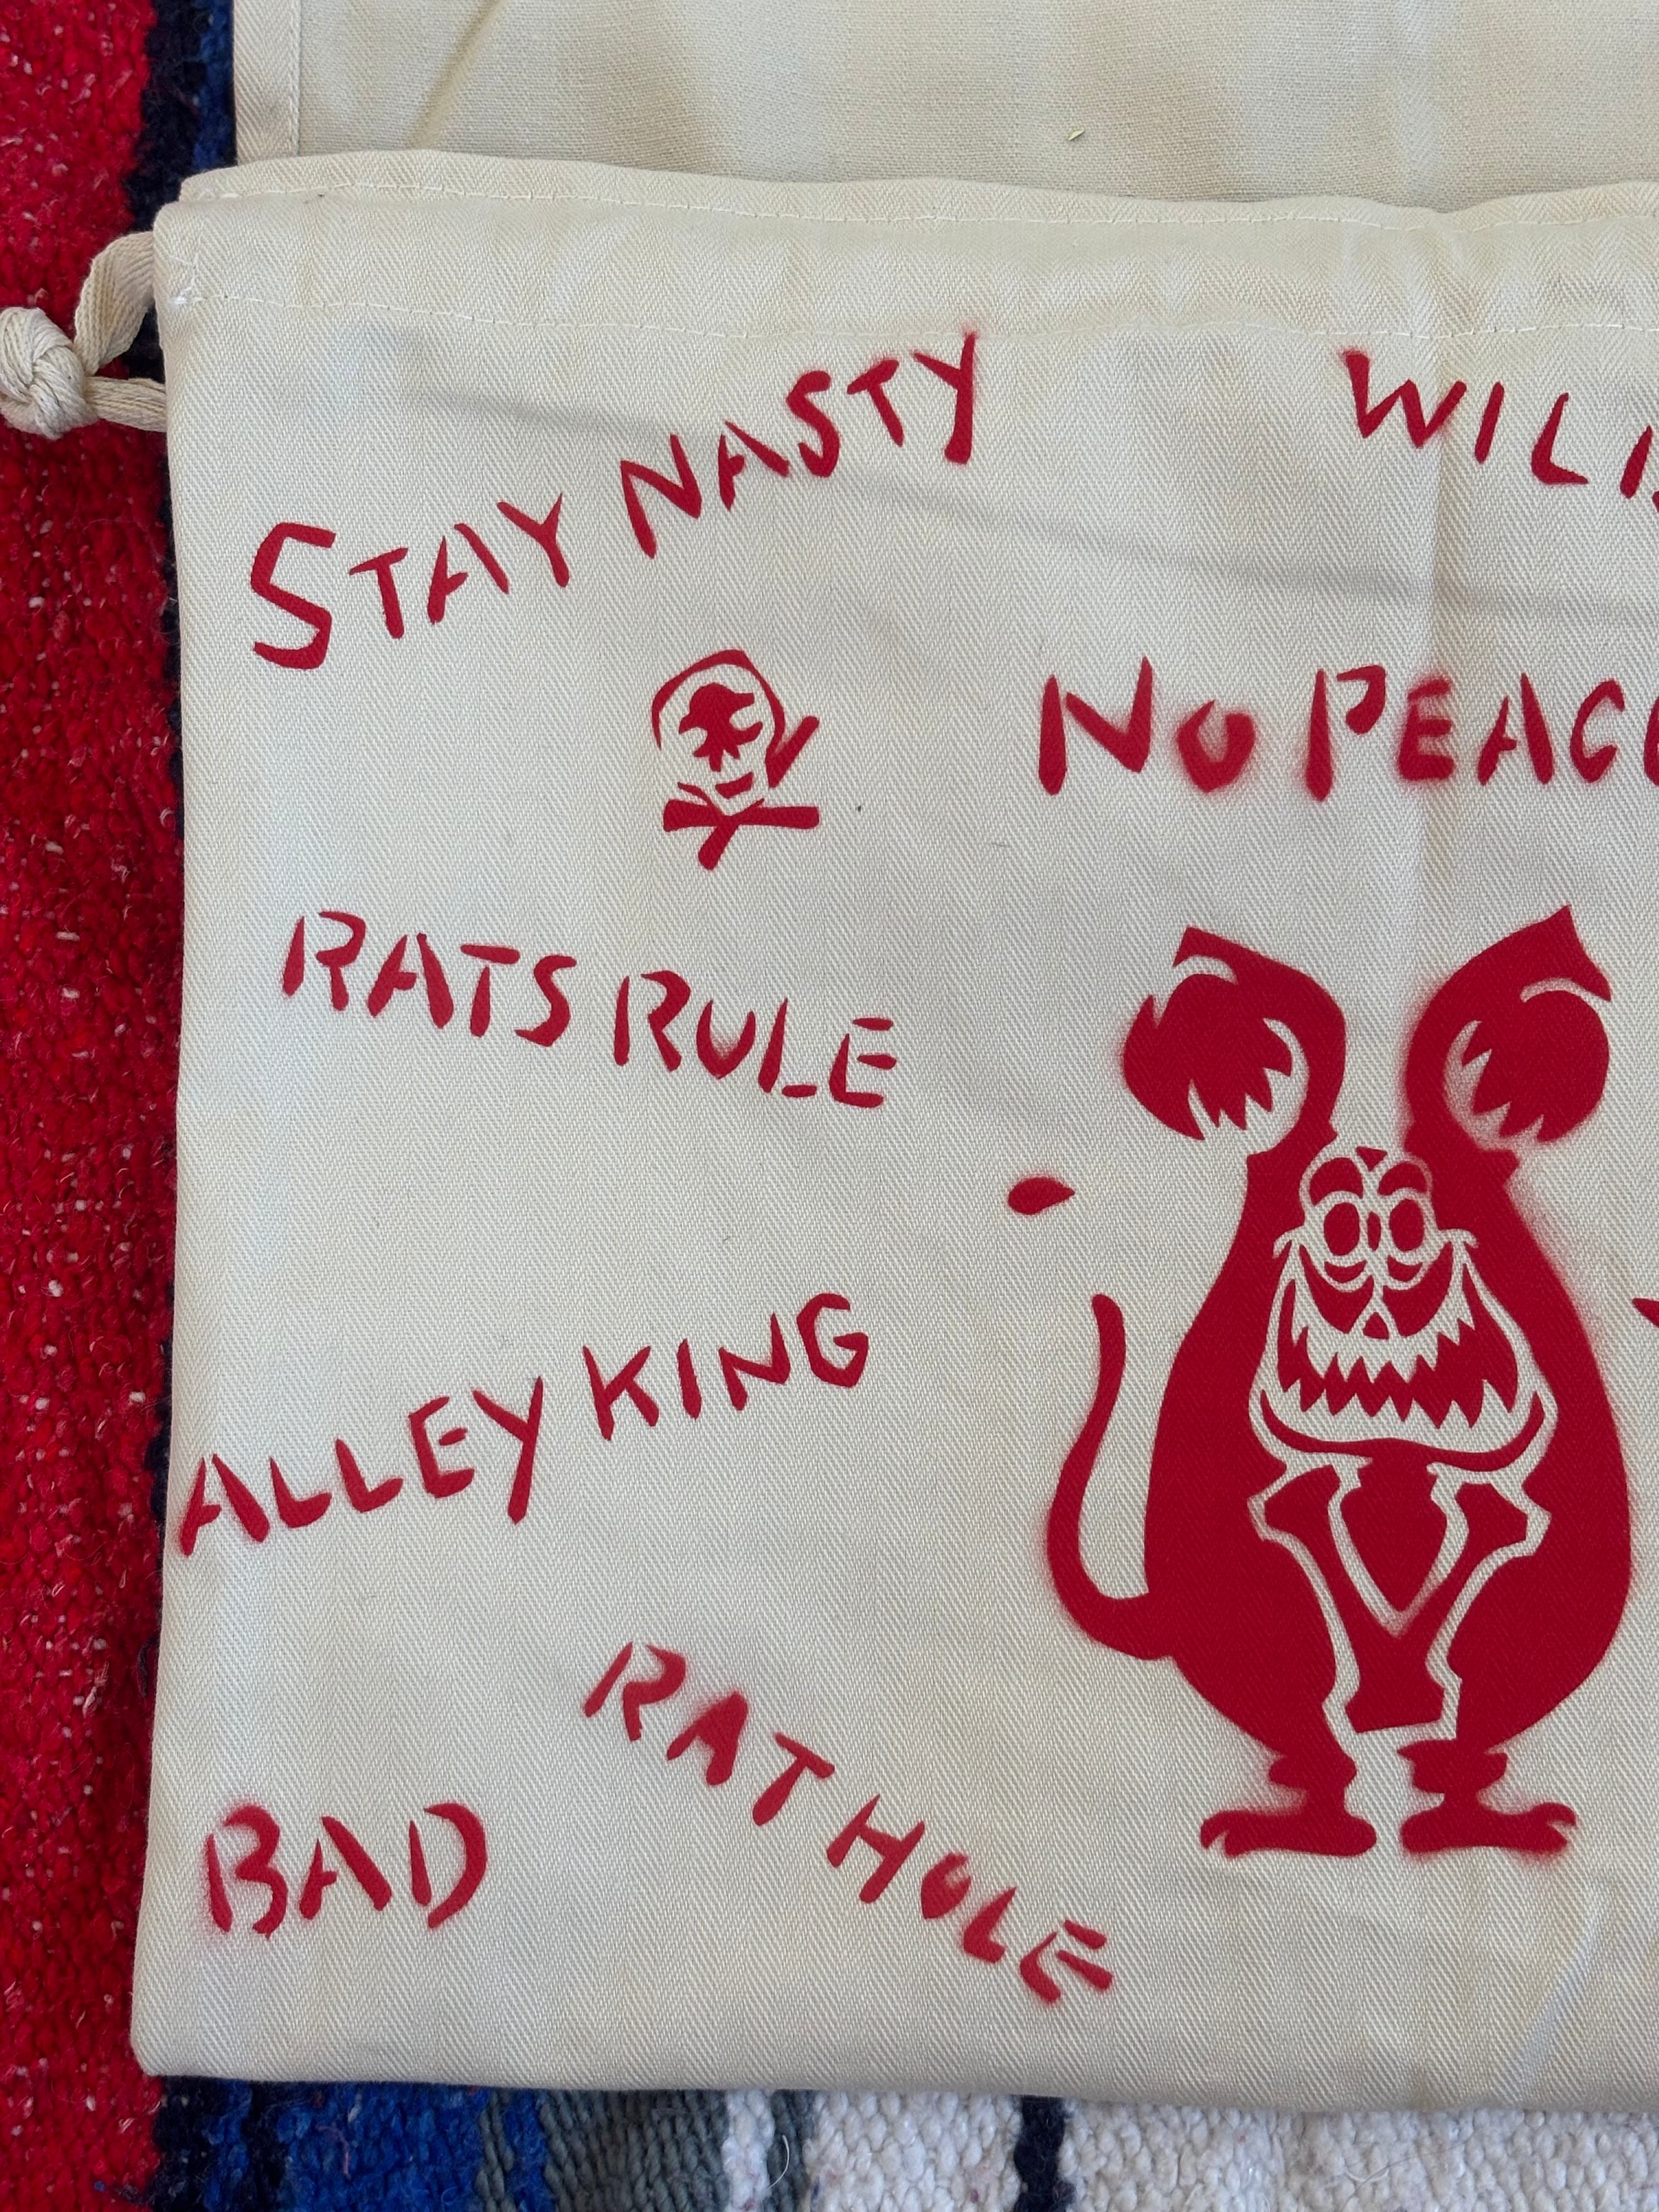 STAY NASTY
NO PEACE
RATS RULE
ALLEY KING
RAT HOLE
BAD